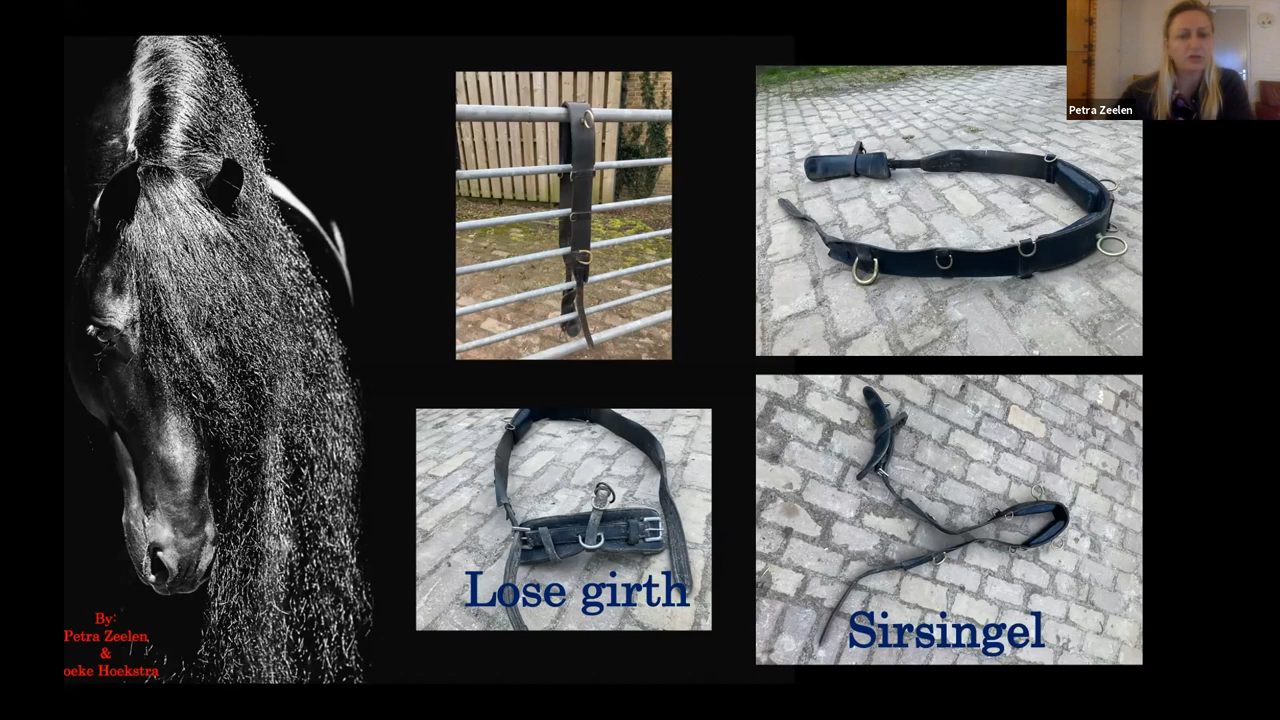 Petra Zeelen
Lose girth
Sirsingel
By:
Petra Zeelen
&
oeke Hoekstra